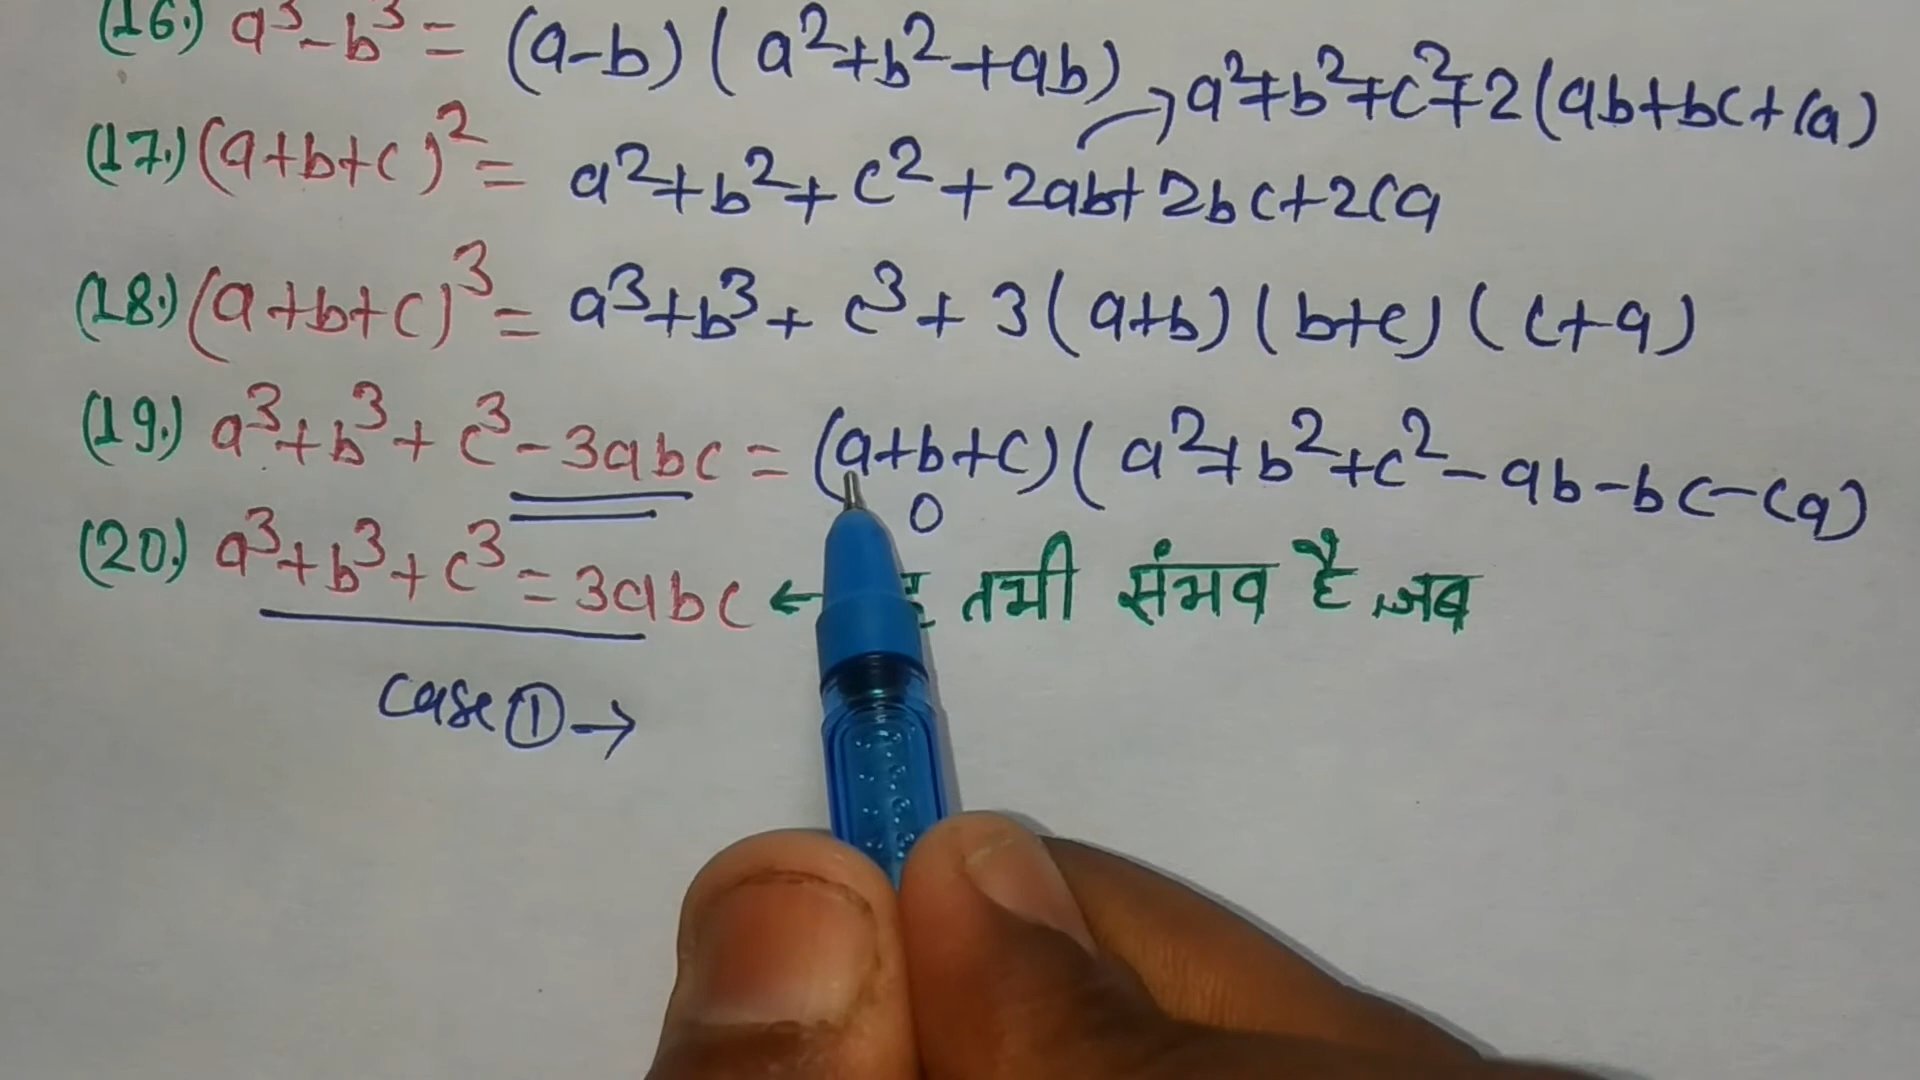 (16.) a³-b³ = (a-b) (a²+b²+ab)
→ a²+b²+c²+2(ab+bc+ca)
(17.) (a+b+c)² = a²+b²+c²+2ab+2bc+2ca
(18.) (a+b+c)³ = a³+b³+c³+3(a+b)(b+c)(c+a)
(19.) a³+b³+c³-3abc = (a+b+c)(a²+b²+c²-ab-bc-ca)
0
(20.) a³+b³+c³=3abc ← तभी संभव है, जब
case ① →